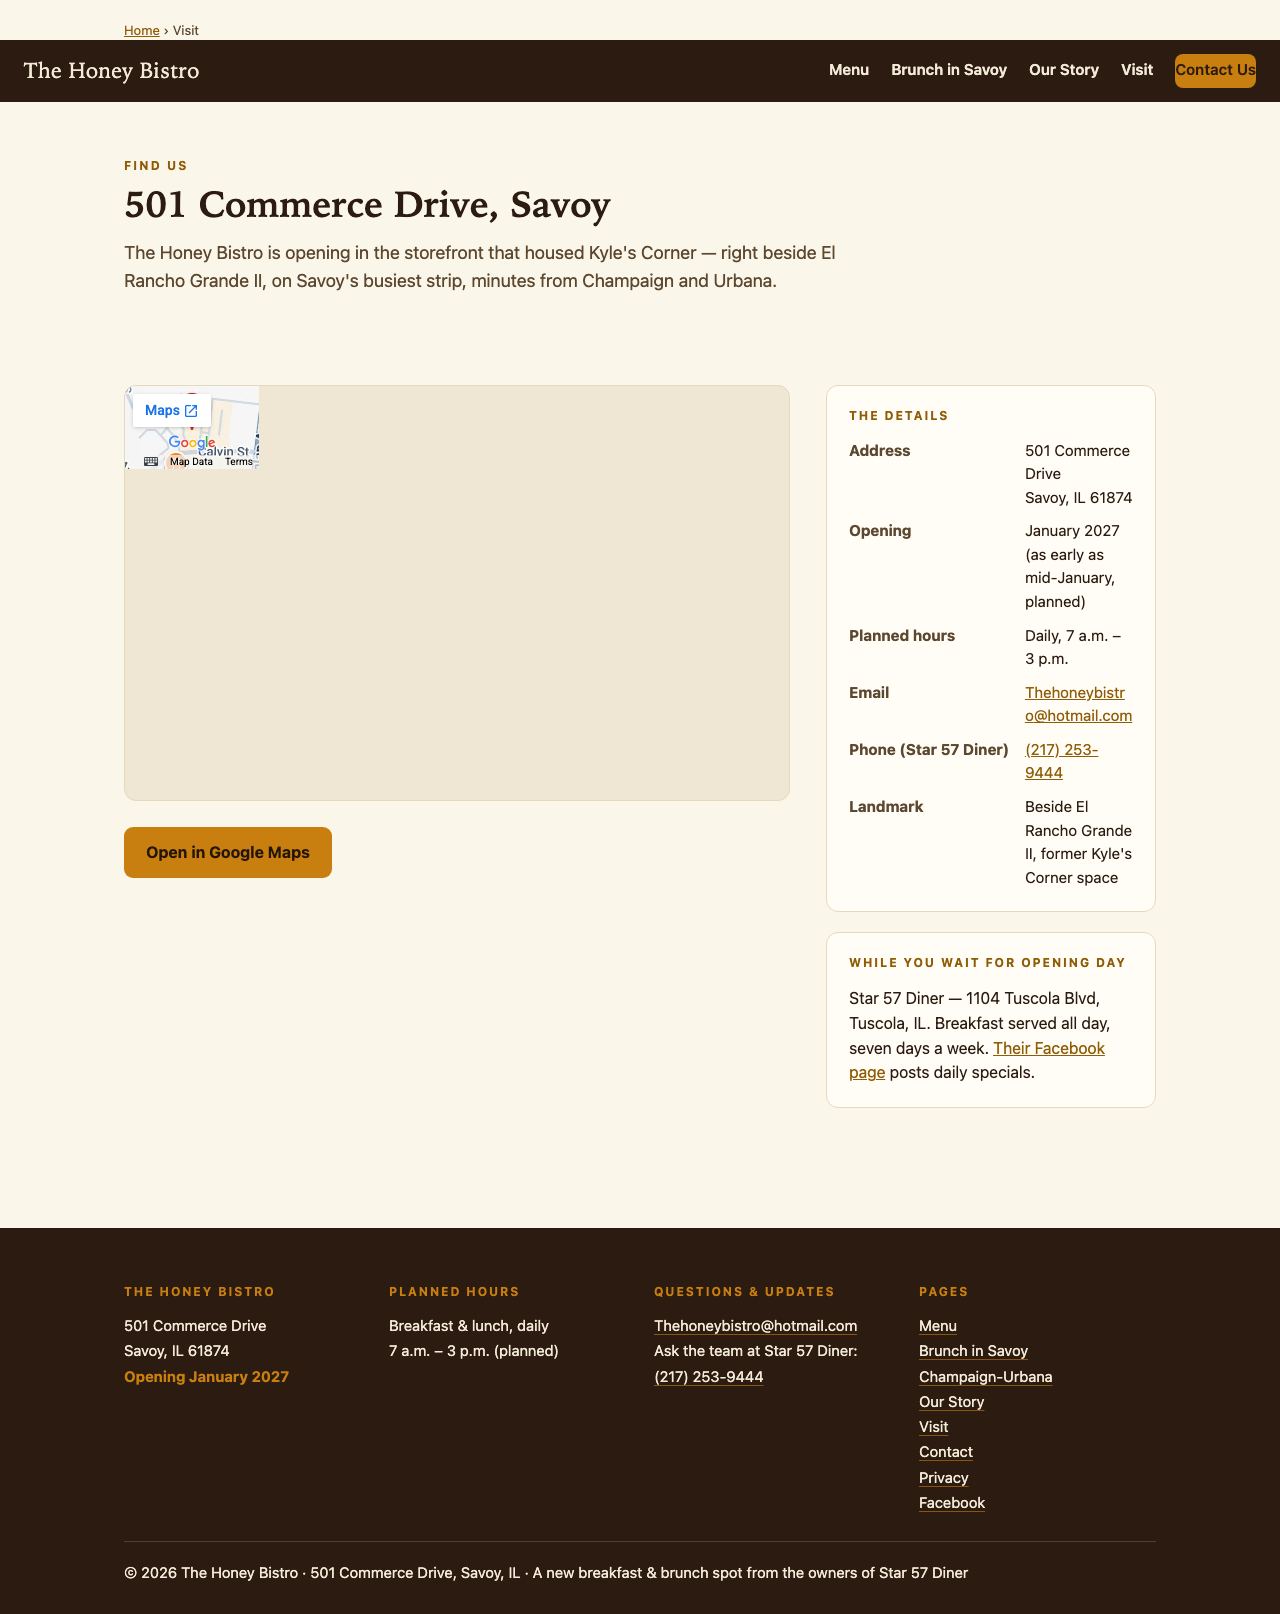 Home › Visit
The Honey Bistro
Menu
Brunch in Savoy
Our Story
Visit
Contact Us
FIND US
501 Commerce Drive, Savoy
The Honey Bistro is opening in the storefront that housed Kyle's Corner — right beside El
Rancho Grande II, on Savoy's busiest strip, minutes from Champaign and Urbana.
Maps
Google
Calvin St
Map Data
Terms
Open in Google Maps
THE DETAILS
Address
501 Commerce
Drive
Savoy, IL 61874
Opening
January 2027
(as early as
mid-January,
planned)
Planned hours
Daily, 7 a.m. –
3 p.m.
Email
Thehoneybistr
o@hotmail.com
Phone (Star 57 Diner)
(217) 253-
9444
Landmark
Beside El
Rancho Grande
II, former Kyle's
Corner space
WHILE YOU WAIT FOR OPENING DAY
Star 57 Diner — 1104 Tuscola Blvd,
Tuscola, IL. Breakfast served all day,
seven days a week. Their Facebook
page posts daily specials.
THE HONEY BISTRO
501 Commerce Drive
Savoy, IL 61874
Opening January 2027
PLANNED HOURS
Breakfast & lunch, daily
7 a.m. – 3 p.m. (planned)
QUESTIONS & UPDATES
Thehoneybistro@hotmail.com
Ask the team at Star 57 Diner:
(217) 253-9444
PAGES
Menu
Brunch in Savoy
Champaign-Urbana
Our Story
Visit
Contact
Privacy
Facebook
© 2026 The Honey Bistro · 501 Commerce Drive, Savoy, IL · A new breakfast & brunch spot from the owners of Star 57 Diner